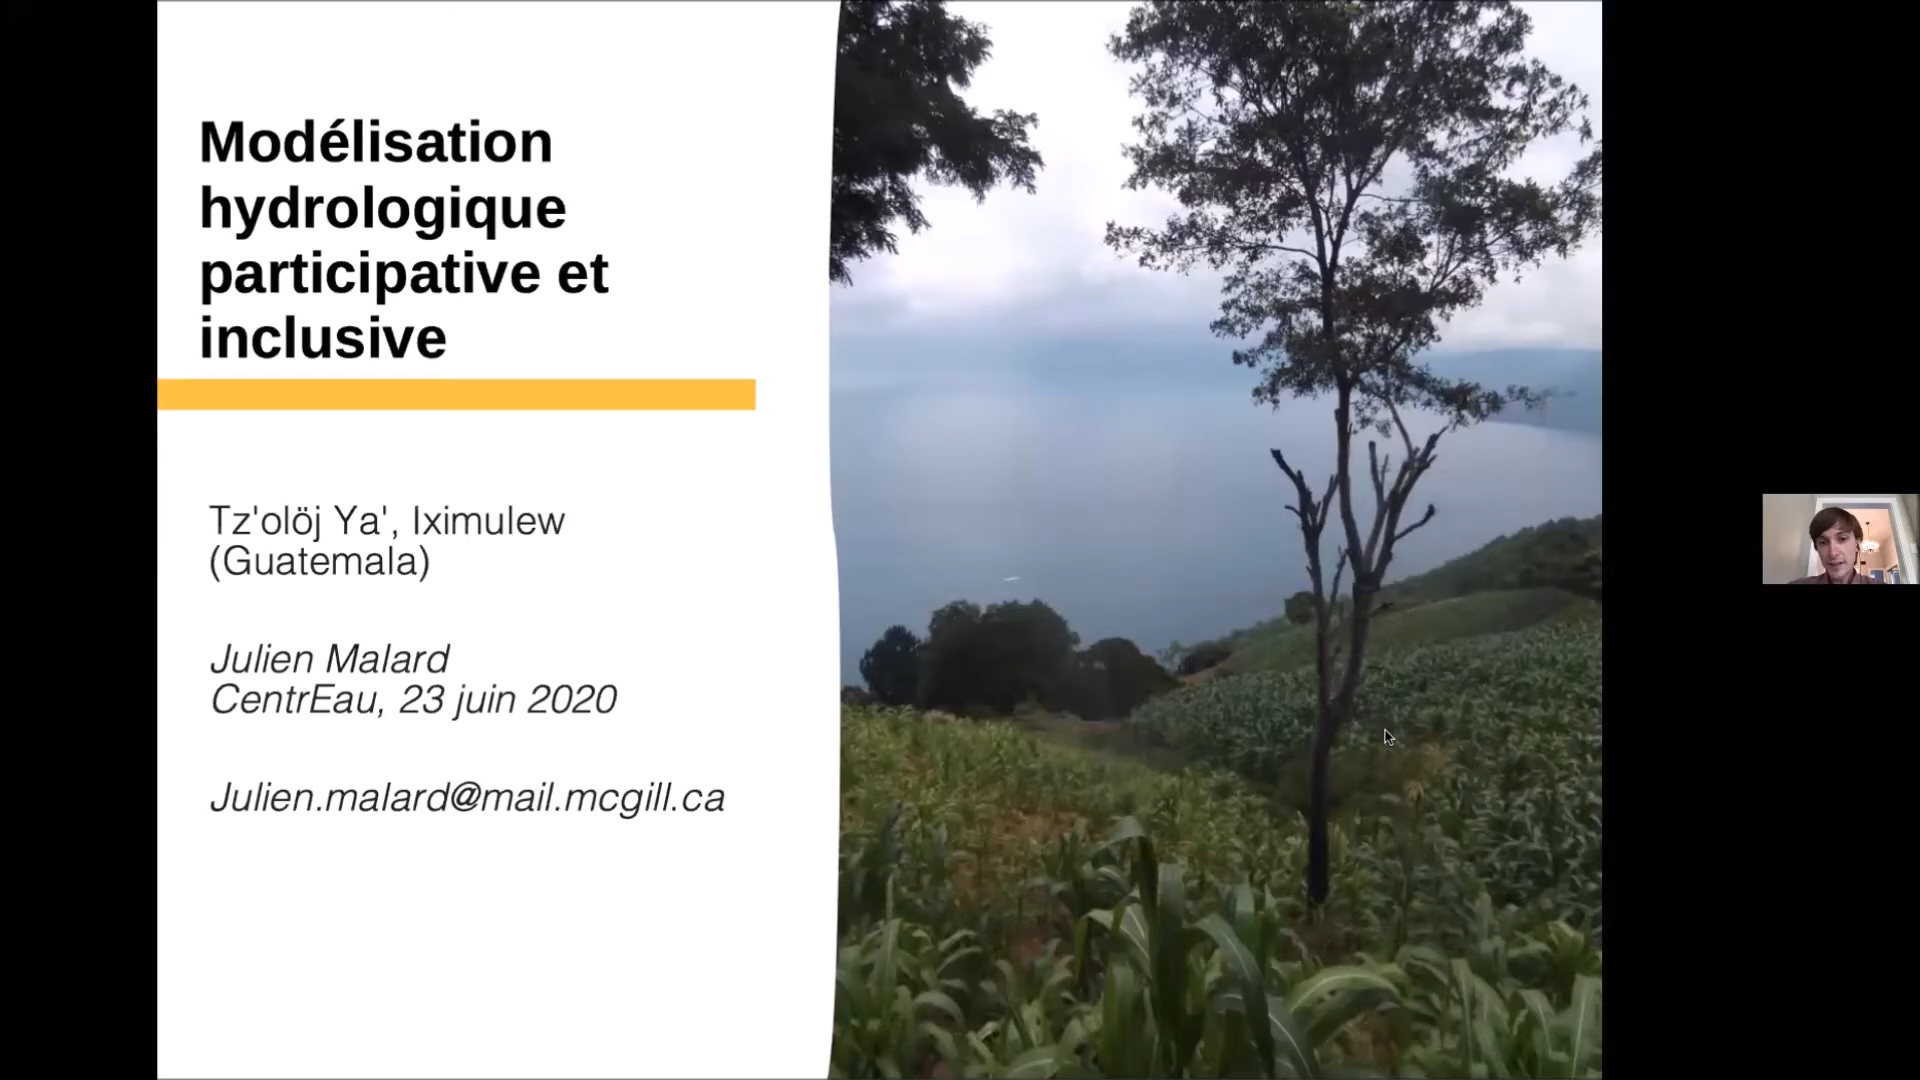 Modélisation
hydrologique
participative et
inclusive
Tz'olöj Ya', Iximulew
(Guatemala)
Julien Malard
CentrEau, 23 juin 2020
Julien.malard@mail.mcgill.ca